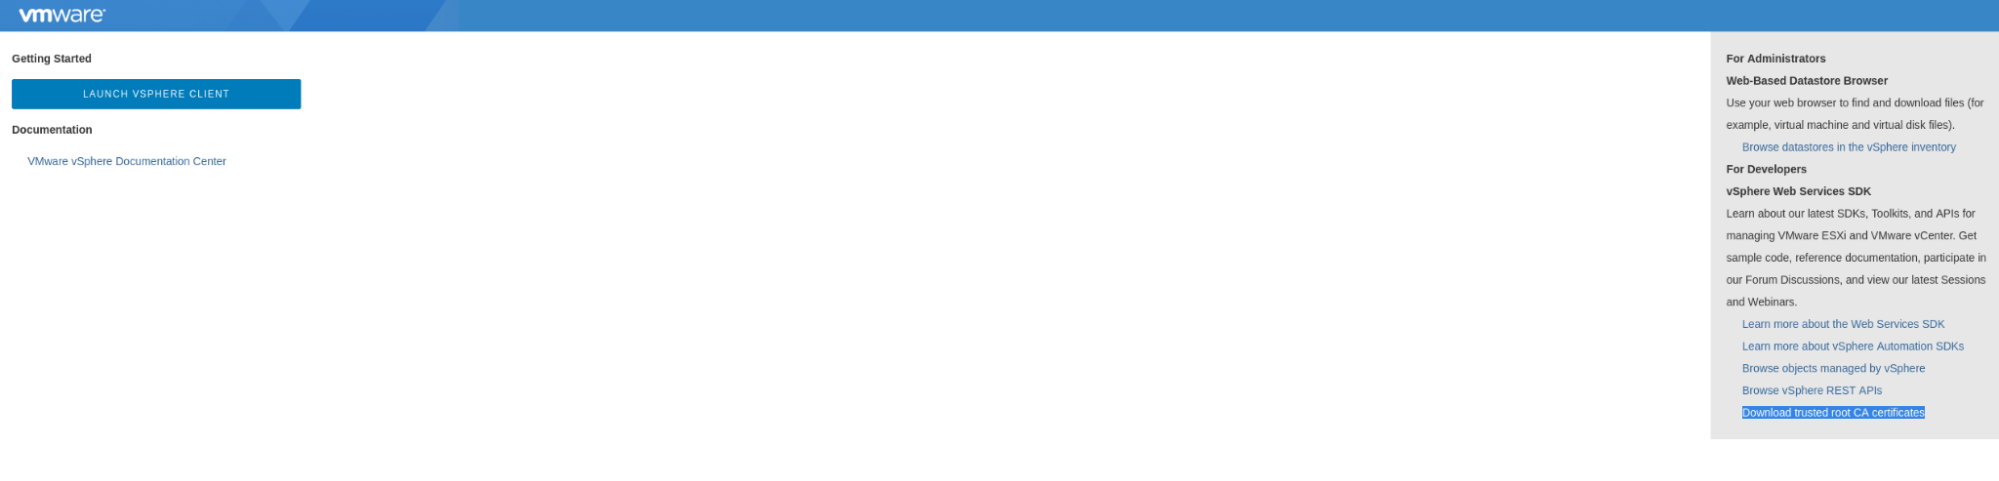 vmware
Getting Started
LAUNCH VSPHERE CLIENT
Documentation
VMware vSphere Documentation Center
For Administrators
Web-Based Datastore Browser
Use your web browser to find and download files (for
example, virtual machine and virtual disk files).
Browse datastores in the vSphere inventory
For Developers
vSphere Web Services SDK
Learn about our latest SDKs, Toolkits, and APIs for
managing VMware ESXi and VMware vCenter. Get
sample code, reference documentation, participate in
our Forum Discussions, and view our latest Sessions
and Webinars.
Learn more about the Web Services SDK
Learn more about vSphere Automation SDKs
Browse objects managed by vSphere
Browse vSphere REST APIs
Download trusted root CA certificates